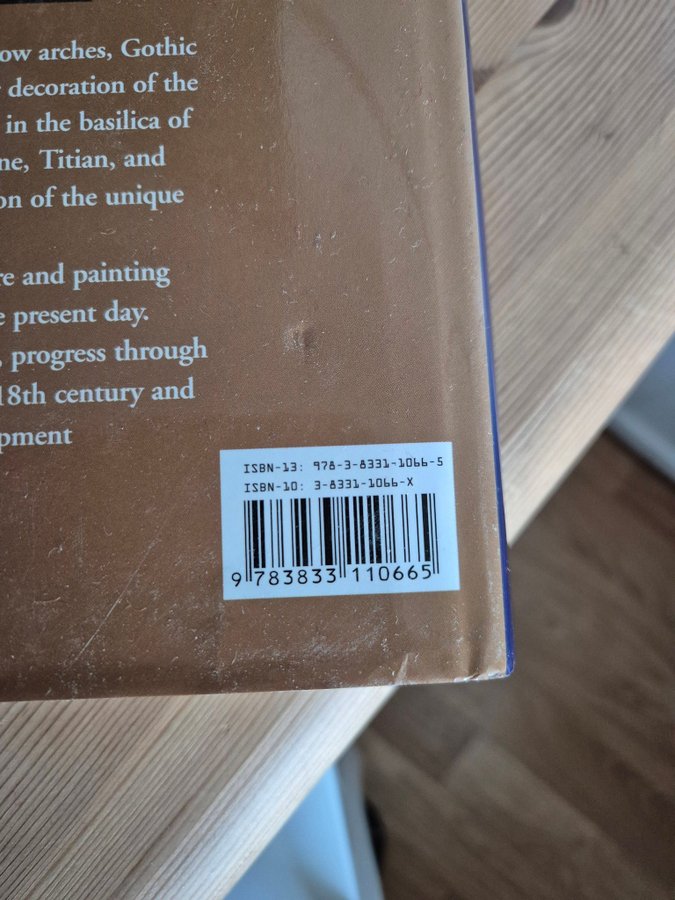 ow arches, Gothic
decoration of the
in the basilica of
ne, Titian, and
on of the unique
re and painting
e present day.
, progress through
18th century and
pment
ISBN-13: 978-3-8331-1066-5
ISBN-10: 3-8331-1066-X
9 783833 110665